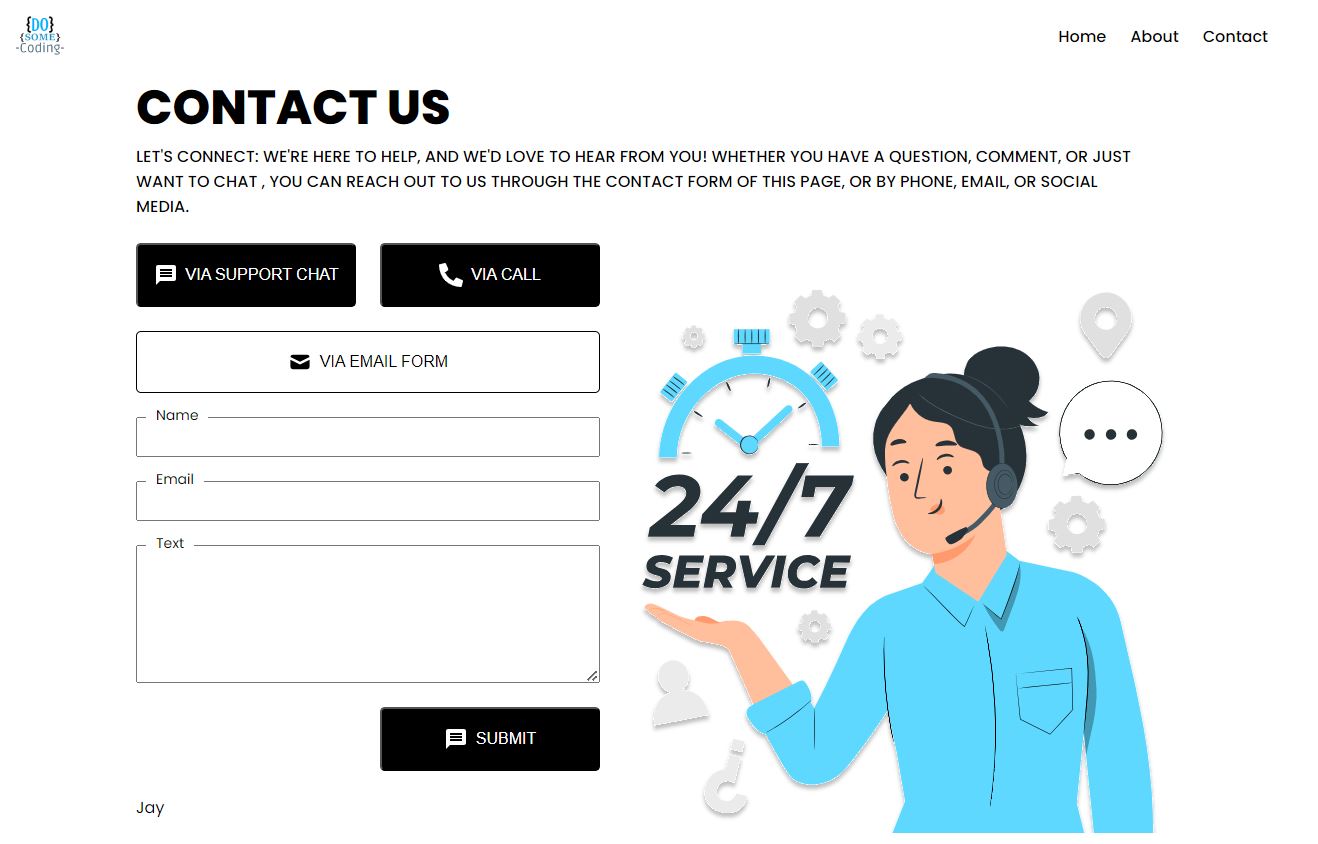 {DO}
{SOME}
-Coding-
Home About Contact
CONTACT US
LET'S CONNECT: WE'RE HERE TO HELP, AND WE'D LOVE TO HEAR FROM YOU! WHETHER YOU HAVE A QUESTION, COMMENT, OR JUST
WANT TO CHAT , YOU CAN REACH OUT TO US THROUGH THE CONTACT FORM OF THIS PAGE, OR BY PHONE, EMAIL, OR SOCIAL
MEDIA.
VIA SUPPORT CHAT
VIA CALL
VIA EMAIL FORM
Name
Email
Text
SUBMIT
Jay
24/7
SERVICE